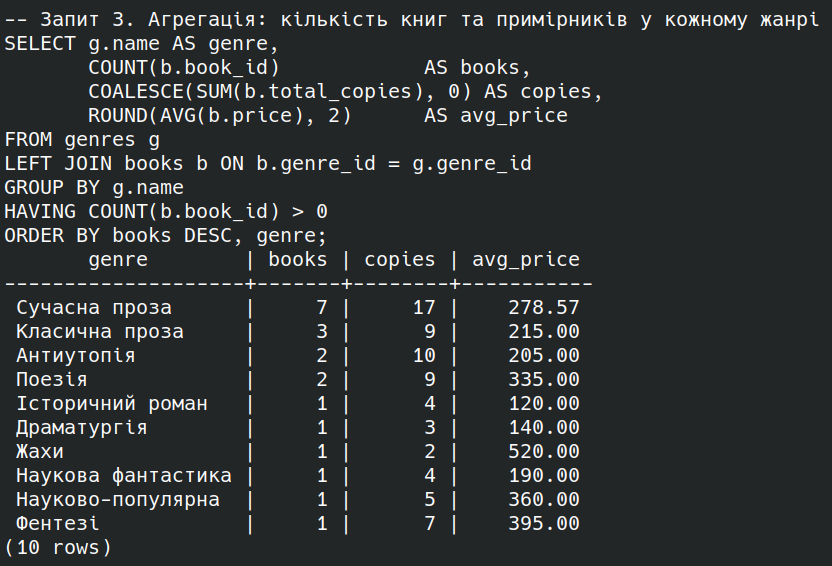 -- Запит 3. Агрегація: кількість книг та примірників у кожному жанрі
SELECT g.name AS genre,
       COUNT(b.book_id)            AS books,
       COALESCE(SUM(b.total_copies), 0) AS copies,
       ROUND(AVG(b.price), 2)      AS avg_price
FROM genres g
LEFT JOIN books b ON b.genre_id = g.genre_id
GROUP BY g.name
HAVING COUNT(b.book_id) > 0
ORDER BY books DESC, genre;
       genre        | books | copies | avg_price
--------------------+-------+--------+-----------
 Сучасна проза      |     7 |     17 |    278.57
 Класична проза     |     3 |      9 |    215.00
 Антиутопія         |     2 |     10 |    205.00
 Поезія             |     2 |      9 |    335.00
 Історичний роман   |     1 |      4 |    120.00
 Драматургія        |     1 |      3 |    140.00
 Жахи               |     1 |      2 |    520.00
 Наукова фантастика |     1 |      4 |    190.00
 Науково-популярна  |     1 |      5 |    360.00
 Фентезі            |     1 |      7 |    395.00
(10 rows)